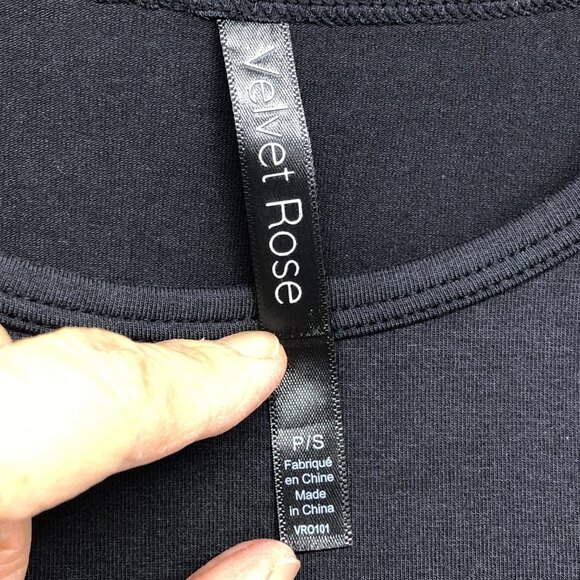 Velvet Rose
P/S
Fabriqué
en Chine
Made
in China
VRO101